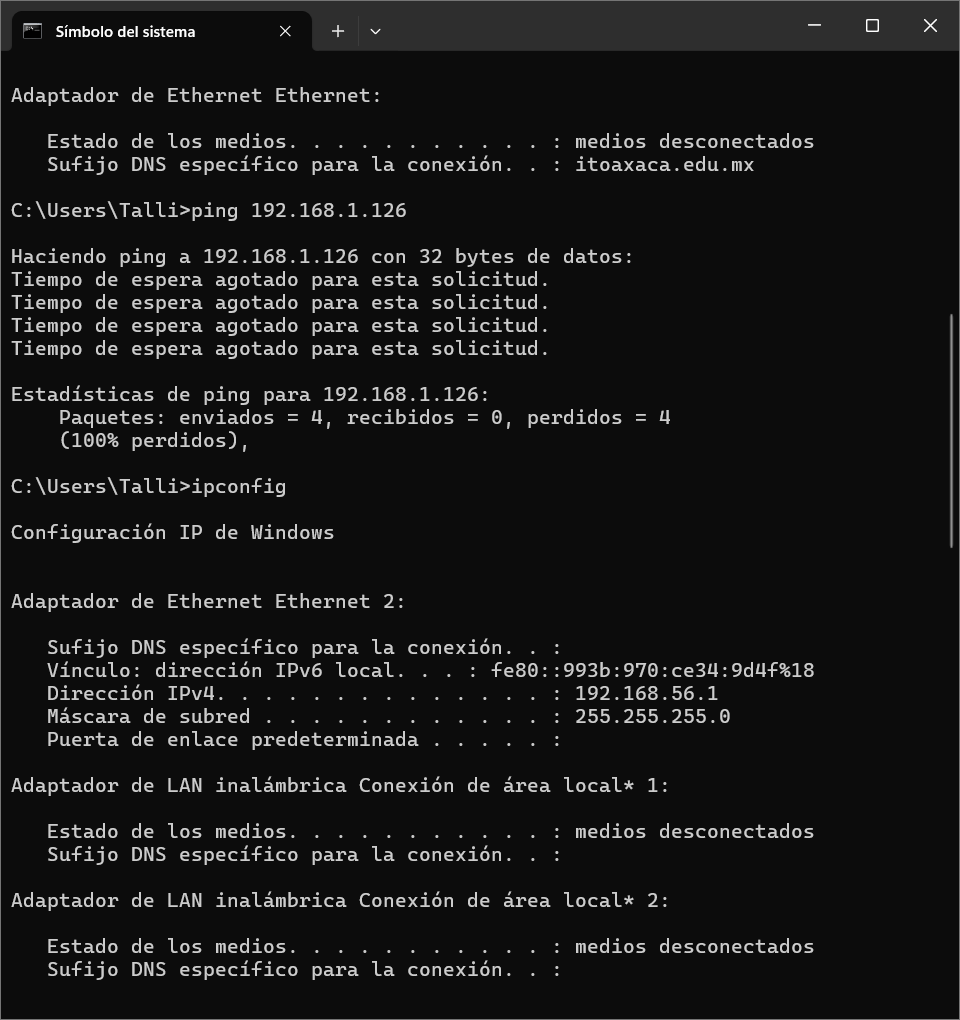 Símbolo del sistema
Adaptador de Ethernet Ethernet:
Estado de los medios. . . . . . . . . . . : medios desconectados
Sufijo DNS específico para la conexión. . : itoaxaca.edu.mx
C:\Users\Talli>ping 192.168.1.126
Haciendo ping a 192.168.1.126 con 32 bytes de datos:
Tiempo de espera agotado para esta solicitud.
Tiempo de espera agotado para esta solicitud.
Tiempo de espera agotado para esta solicitud.
Tiempo de espera agotado para esta solicitud.
Estadísticas de ping para 192.168.1.126:
Paquetes: enviados = 4, recibidos = 0, perdidos = 4
(100% perdidos),
C:\Users\Talli>ipconfig
Configuración IP de Windows
Adaptador de Ethernet Ethernet 2:
Sufijo DNS específico para la conexión. . :
Vínculo: dirección IPv6 local. . . : fe80::993b:970:ce34:9d4f%18
Dirección IPv4. . . . . . . . . . . . . . : 192.168.56.1
Máscara de subred . . . . . . . . . . . . : 255.255.255.0
Puerta de enlace predeterminada . . . . . :
Adaptador de LAN inalámbrica Conexión de área local* 1:
Estado de los medios. . . . . . . . . . . : medios desconectados
Sufijo DNS específico para la conexión. . :
Adaptador de LAN inalámbrica Conexión de área local* 2:
Estado de los medios. . . . . . . . . . . : medios desconectados
Sufijo DNS específico para la conexión. . :